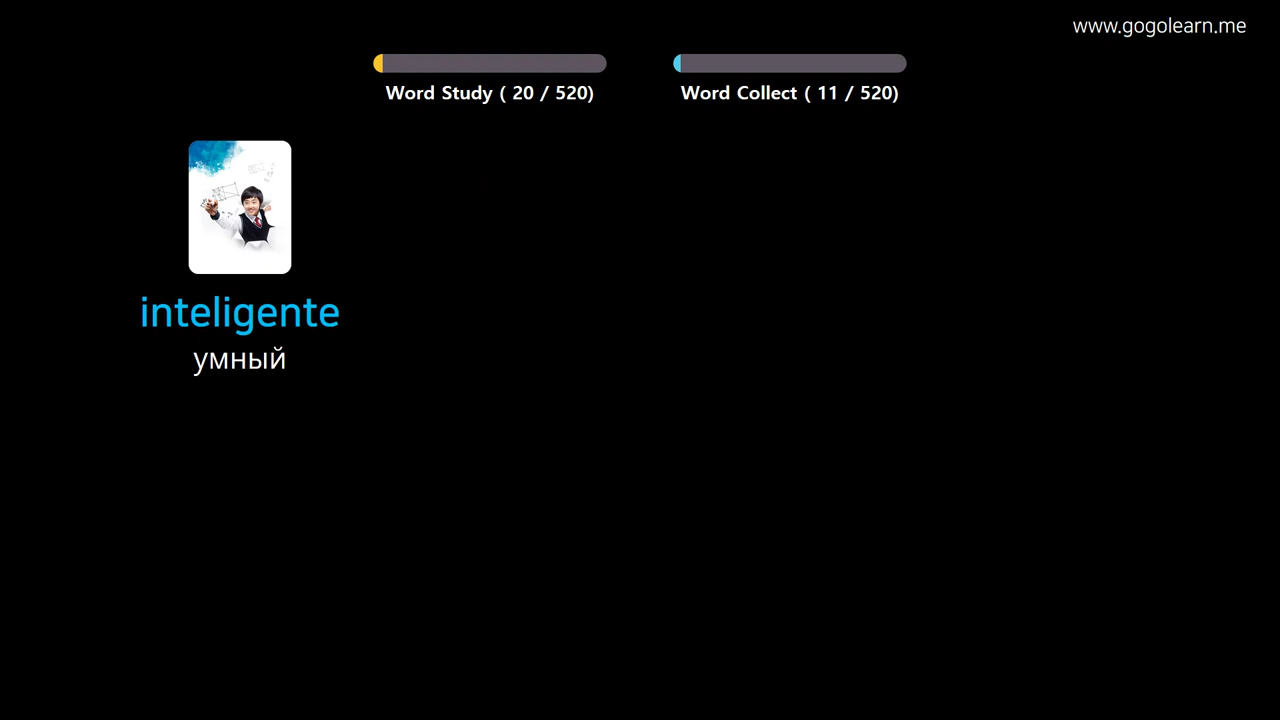 www.gogolearn.me
Word Study ( 20 / 520)
Word Collect ( 11 / 520)
inteligente
умный